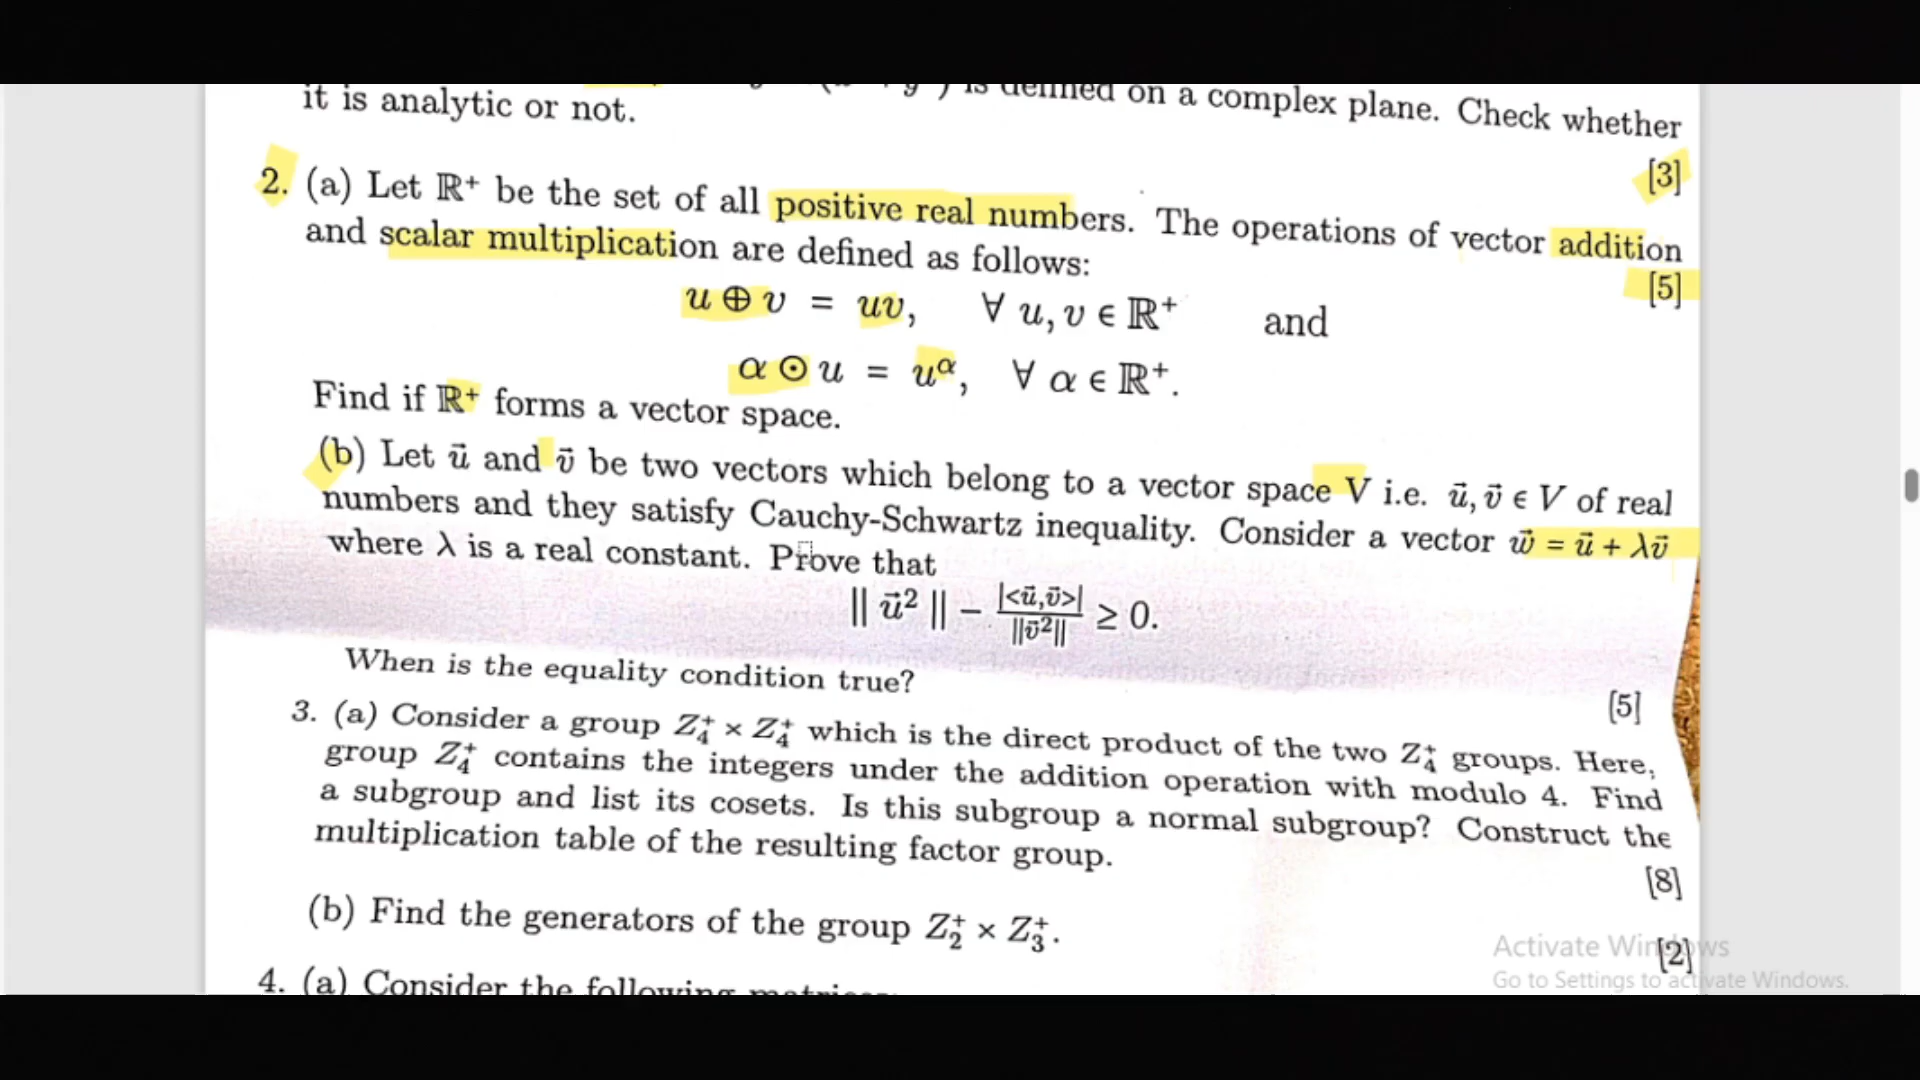 is defined on a complex plane. Check whether
it is analytic or not.
[3]
2. (a) Let ℝ⁺ be the set of all positive real numbers. The operations of vector addition
and scalar multiplication are defined as follows:
[5]
u ⊕ v = uv, ∀ u, v ϵ ℝ⁺ and
α ⊙ u = u^α, ∀ α ϵ ℝ⁺.
Find if ℝ⁺ forms a vector space.
(b) Let u⃗ and v⃗ be two vectors which belong to a vector space V i.e. u⃗, v⃗ ϵ V of real
numbers and they satisfy Cauchy-Schwartz inequality. Consider a vector w⃗ = u⃗ + λv⃗
where λ is a real constant. Prove that
|| u⃗² || − |<u⃗,v⃗>| / ||v⃗²|| ≥ 0.
When is the equality condition true?
[5]
3. (a) Consider a group Z₄⁺ × Z₄⁺ which is the direct product of the two Z₄⁺ groups. Here,
group Z₄⁺ contains the integers under the addition operation with modulo 4. Find
a subgroup and list its cosets. Is this subgroup a normal subgroup? Construct the
multiplication table of the resulting factor group.
[8]
(b) Find the generators of the group Z₂⁺ × Z₃⁺.
[2]
4. (a) Consider the following matrices
Activate Windows
Go to Settings to activate Windows.